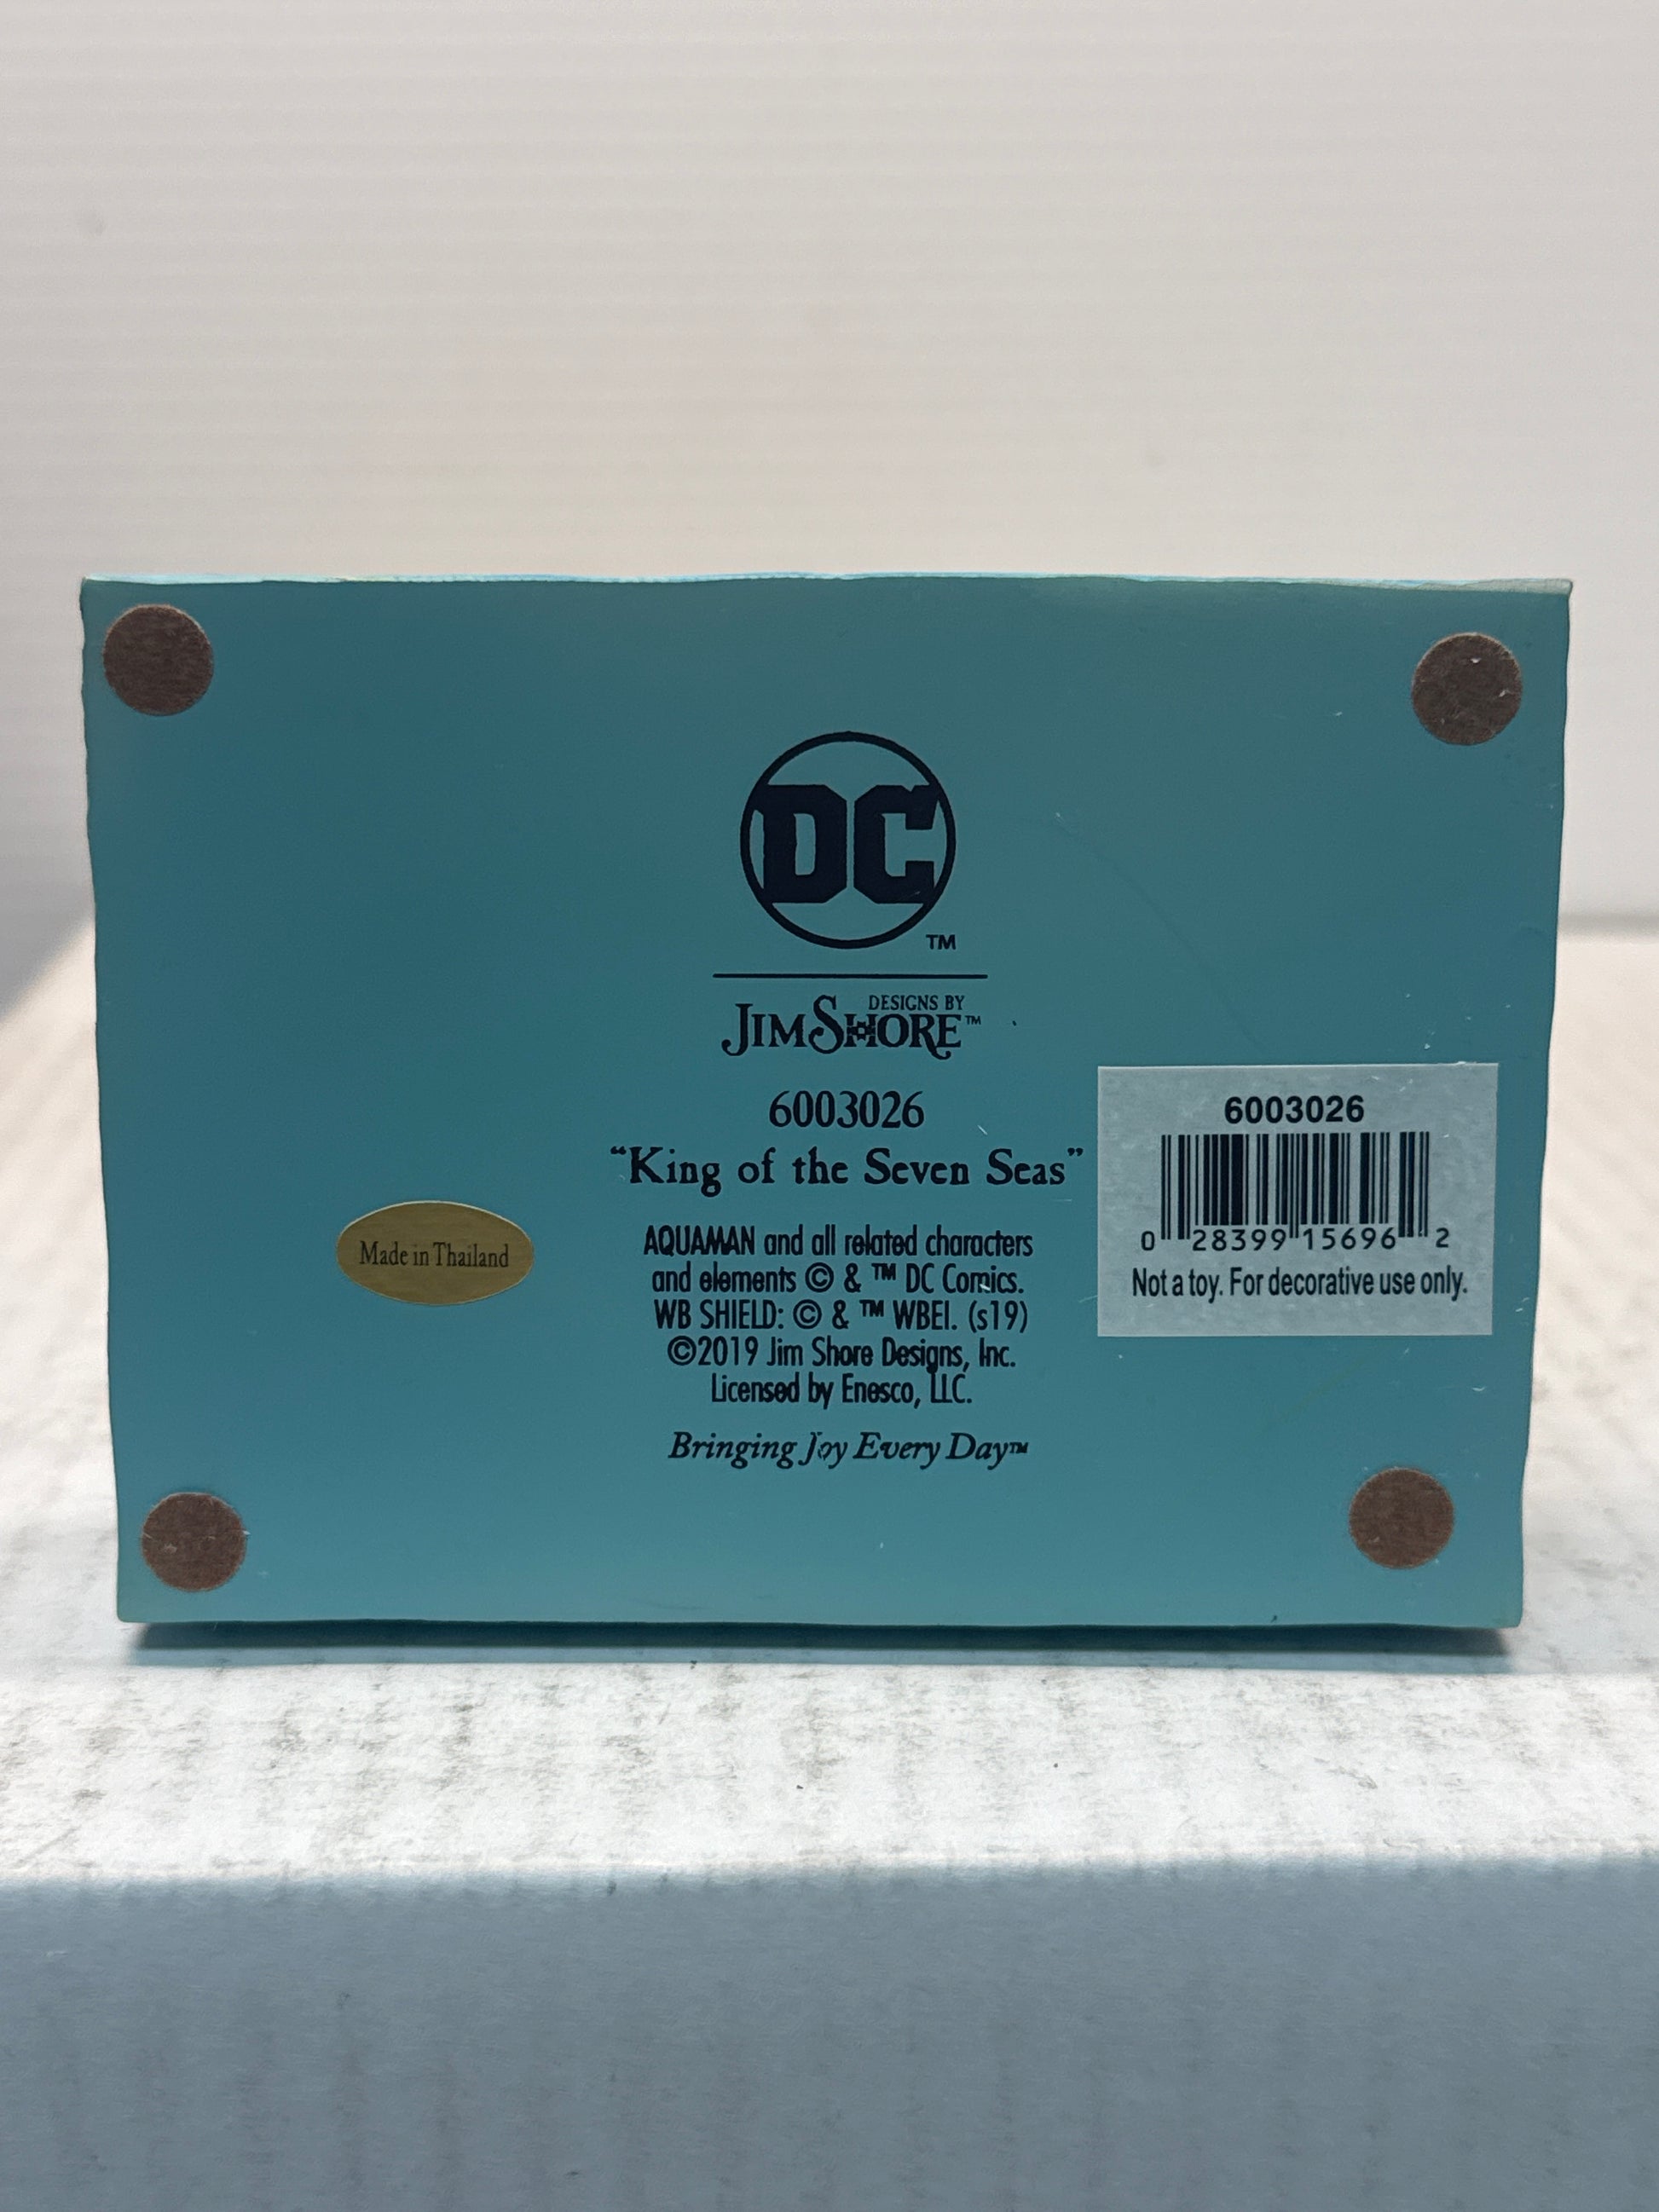 DC
TM
DESIGNS BY
JIM SHORE™
6003026
“King of the Seven Seas”
AQUAMAN and all related characters
and elements © & ™ DC Comics.
WB SHIELD: © & ™ WBEI. (s19)
©2019 Jim Shore Designs, Inc.
Licensed by Enesco, LLC.
Bringing Joy Every Day™
Made in Thailand
6003026
0 28399 15696 2
Not a toy. For decorative use only.